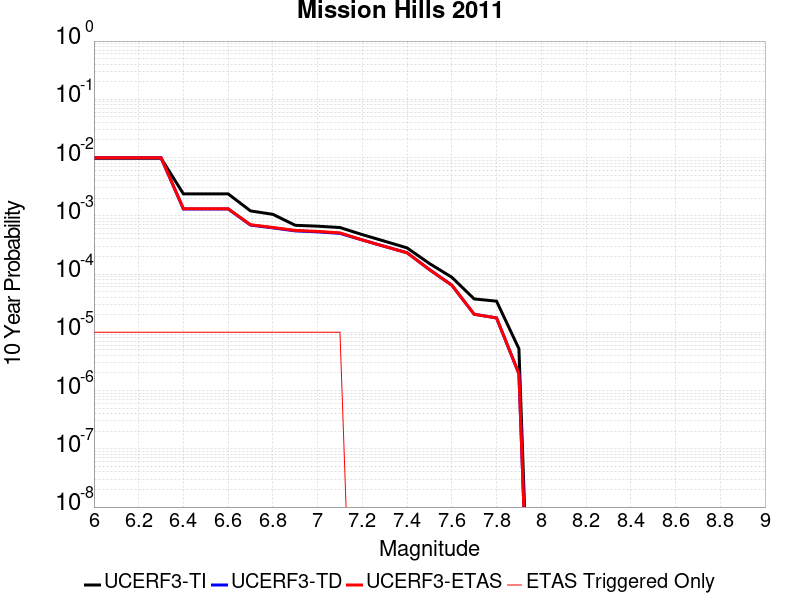 Mission Hills 2011
10 Year Probability
10^0
10^-1
10^-2
10^-3
10^-4
10^-5
10^-6
10^-7
10^-8
6 6.2 6.4 6.6 6.8 7 7.2 7.4 7.6 7.8 8 8.2 8.4 8.6 8.8 9
Magnitude
UCERF3-TI UCERF3-TD UCERF3-ETAS ETAS Triggered Only